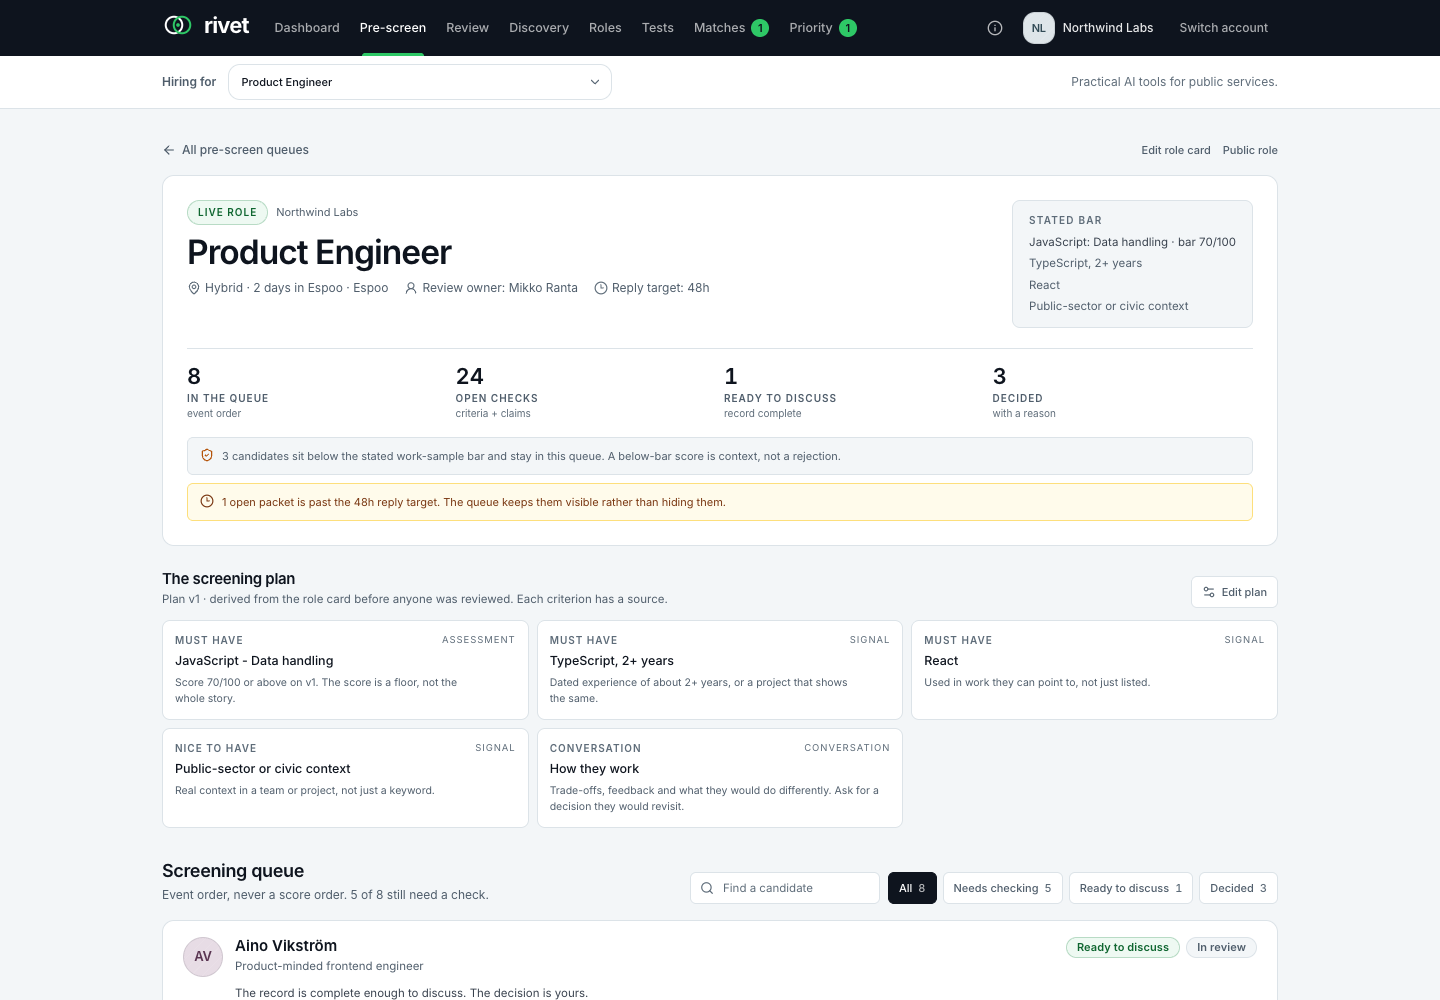 rivet
Dashboard
Pre-screen
Review
Discovery
Roles
Tests
Matches 1
Priority 1
NL
Northwind Labs
Switch account
Hiring for
Product Engineer
Practical AI tools for public services.
All pre-screen queues
Edit role card
Public role
LIVE ROLE
Northwind Labs
Product Engineer
Hybrid · 2 days in Espoo · Espoo
Review owner: Mikko Ranta
Reply target: 48h
STATED BAR
JavaScript: Data handling · bar 70/100
TypeScript, 2+ years
React
Public-sector or civic context
8
IN THE QUEUE
event order
24
OPEN CHECKS
criteria + claims
1
READY TO DISCUSS
record complete
3
DECIDED
with a reason
3 candidates sit below the stated work-sample bar and stay in this queue. A below-bar score is context, not a rejection.
1 open packet is past the 48h reply target. The queue keeps them visible rather than hiding them.
The screening plan
Plan v1 · derived from the role card before anyone was reviewed. Each criterion has a source.
Edit plan
MUST HAVE
ASSESSMENT
JavaScript - Data handling
Score 70/100 or above on v1. The score is a floor, not the
whole story.
MUST HAVE
SIGNAL
TypeScript, 2+ years
Dated experience of about 2+ years, or a project that shows
the same.
MUST HAVE
SIGNAL
React
Used in work they can point to, not just listed.
NICE TO HAVE
SIGNAL
Public-sector or civic context
Real context in a team or project, not just a keyword.
CONVERSATION
CONVERSATION
How they work
Trade-offs, feedback and what they would do differently. Ask for a
decision they would revisit.
Screening queue
Event order, never a score order. 5 of 8 still need a check.
Find a candidate
All 8
Needs checking 5
Ready to discuss 1
Decided 3
AV
Aino Vikström
Product-minded frontend engineer
Ready to discuss
In review
The record is complete enough to discuss. The decision is yours.